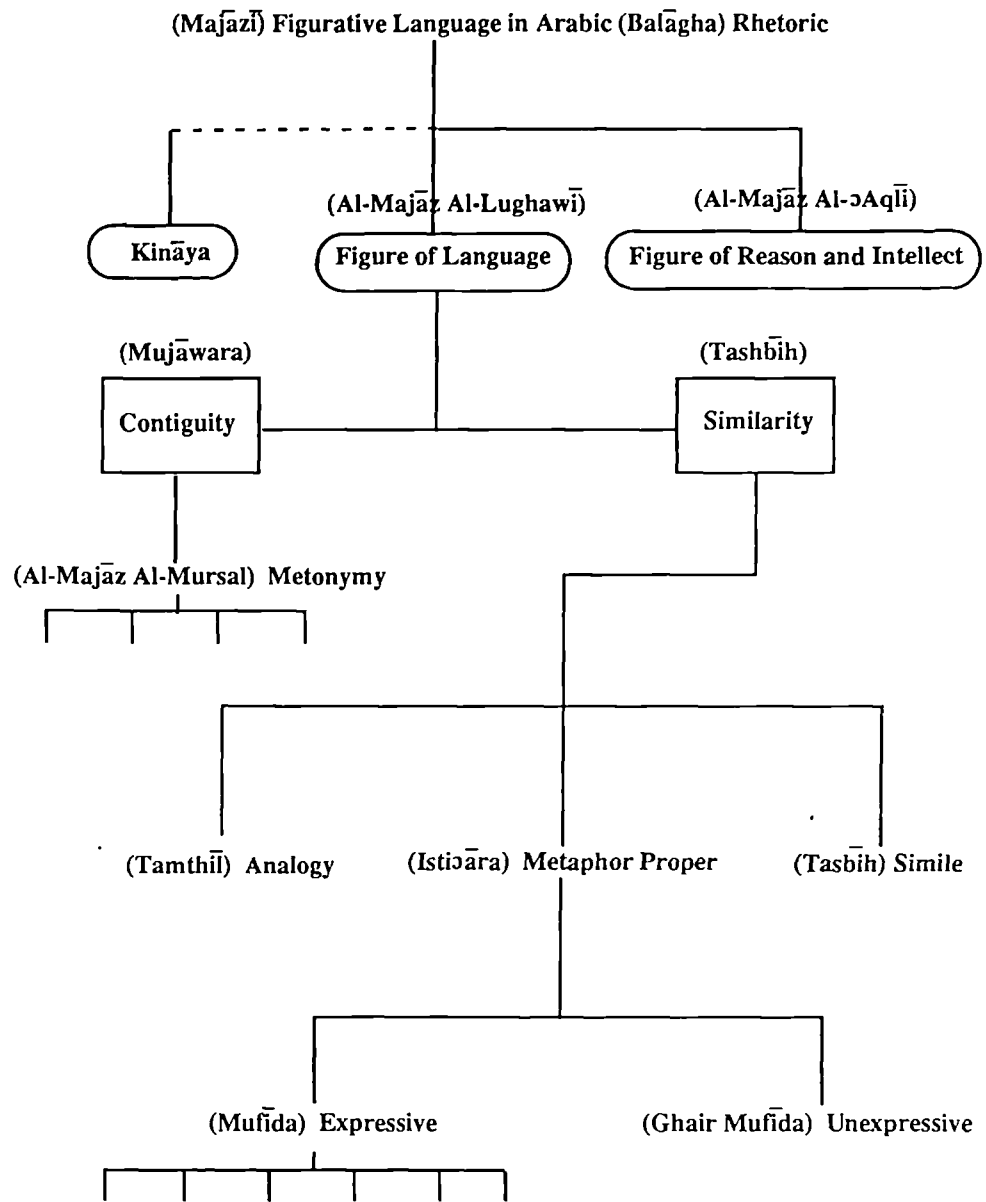 (Majāzī) Figurative Language in Arabic (Balāgha) Rhetoric
(Al-Majāz Al-Lughawī)
(Al-Majāz Al-ɔAqlī)
Kināya
Figure of Language
Figure of Reason and Intellect
(Mujāwara)
(Tashbīh)
Contiguity
Similarity
(Al-Majāz Al-Mursal) Metonymy
(Tamthīl) Analogy
(Istiɔāra) Metaphor Proper
(Tasbīh) Simile
(Mufīda) Expressive
(Ghair Mufīda) Unexpressive